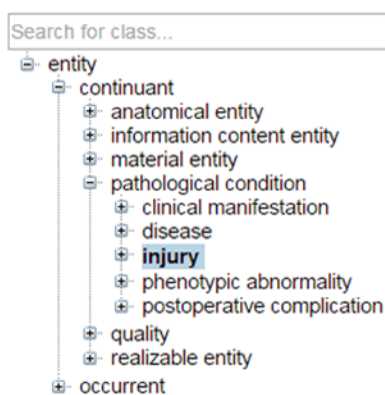 Search for class...
entity
continuant
anatomical entity
information content entity
material entity
pathological condition
clinical manifestation
disease
injury
phenotypic abnormality
postoperative complication
quality
realizable entity
occurrent